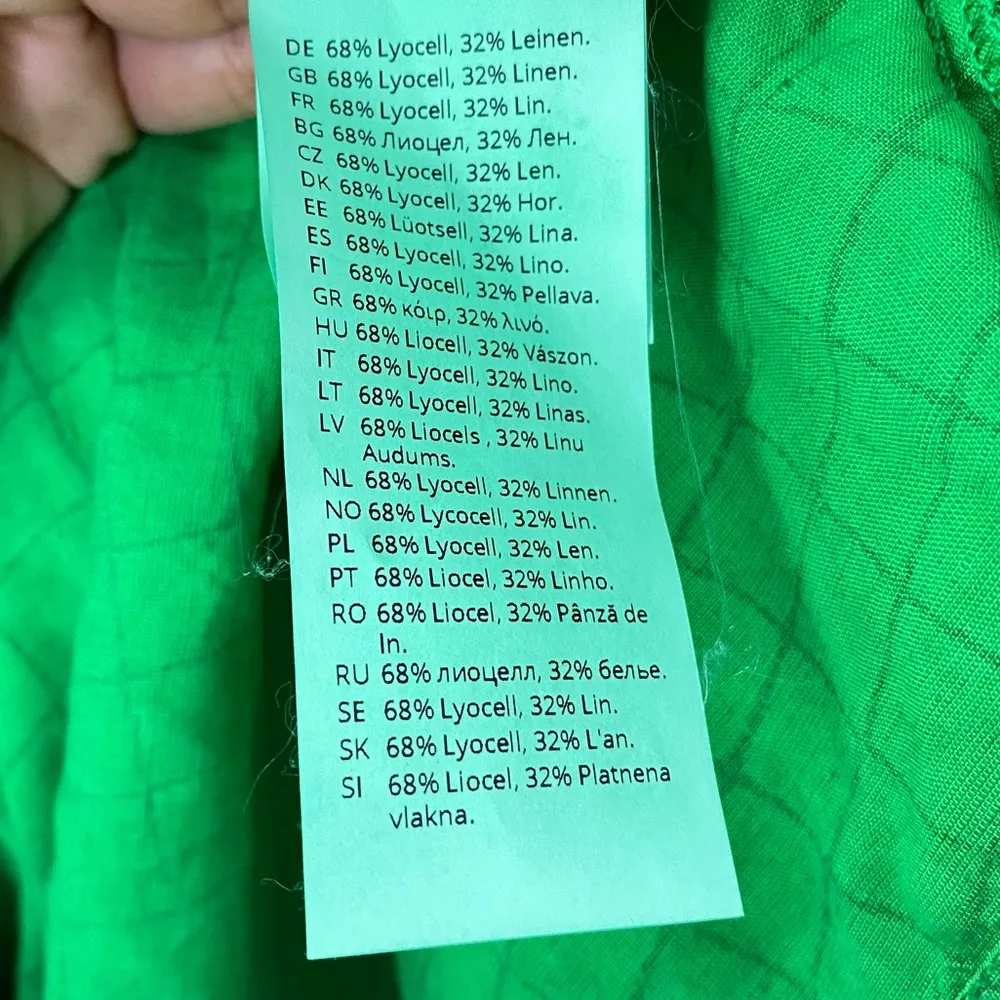 DE 68% Lyocell, 32% Leinen.
GB 68% Lyocell, 32% Linen.
FR 68% Lyocell, 32% Lin.
BG 68% Лиоцел, 32% Лен.
CZ 68% Lyocell, 32% Len.
DK 68% Lyocell, 32% Hor.
EE 68% Lüotsell, 32% Lina.
ES 68% Lyocell, 32% Lino.
FI 68% Lyocell, 32% Pellava.
GR 68% κόιρ, 32% λινό.
HU 68% Liocell, 32% Vászon.
IT 68% Lyocell, 32% Lino.
LT 68% Lyocell, 32% Linas.
LV 68% Liocels , 32% Linu
Audums.
NL 68% Lyocell, 32% Linnen.
NO 68% Lycocell, 32% Lin.
PL 68% Lyocell, 32% Len.
PT 68% Liocel, 32% Linho.
RO 68% Liocel, 32% Pânză de
In.
RU 68% лиоцелл, 32% белье.
SE 68% Lyocell, 32% Lin.
SK 68% Lyocell, 32% L'an.
SI 68% Liocel, 32% Platnena
vlakna.